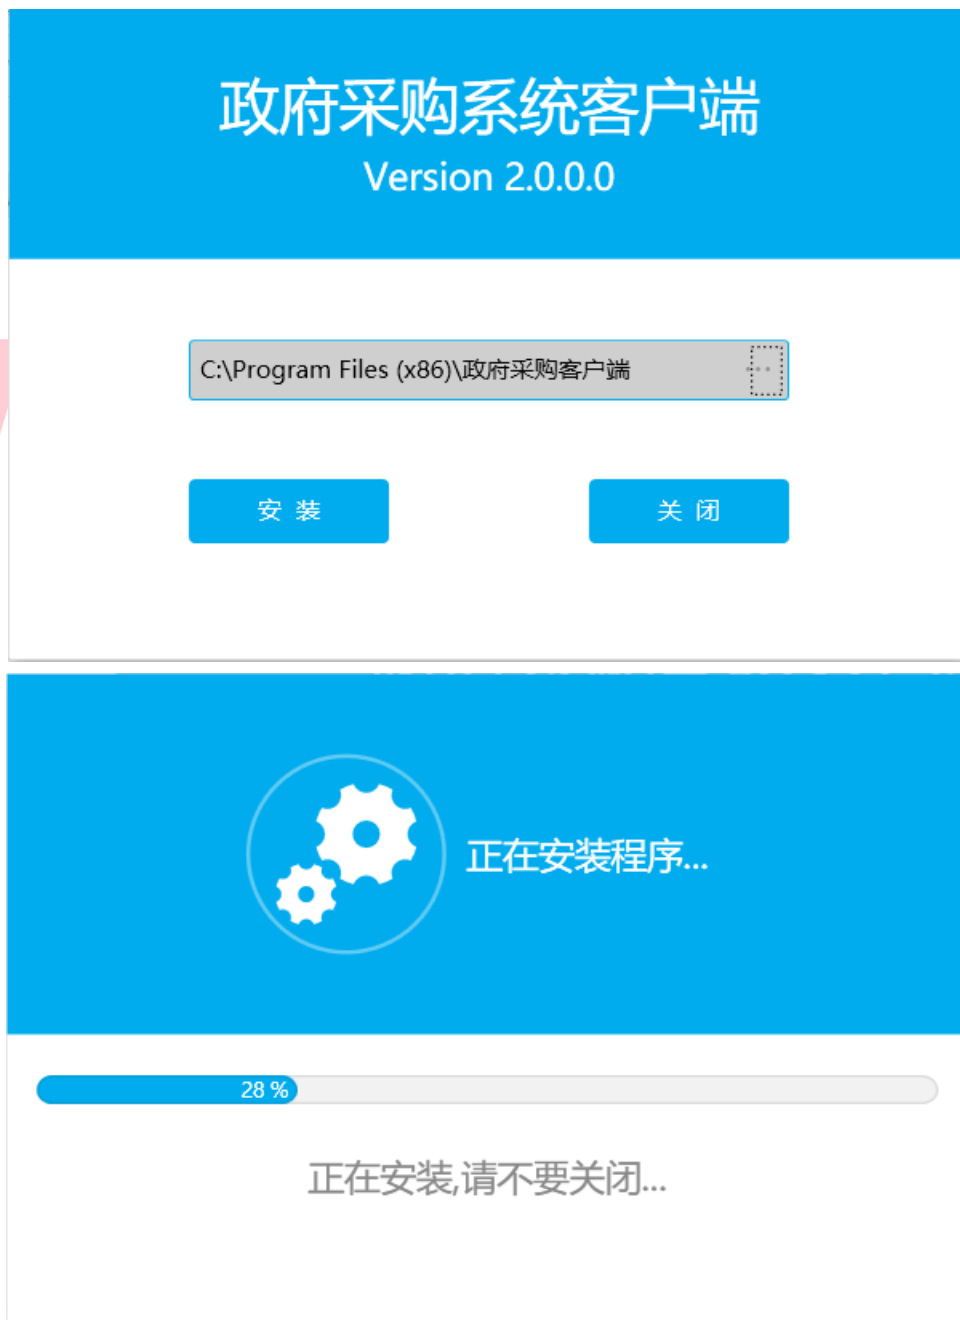 政府采购系统客户端
Version 2.0.0.0
C:\Program Files (x86)\政府采购客户端 ...
安 装
关 闭
正在安装程序...
28 %
正在安装,请不要关闭...